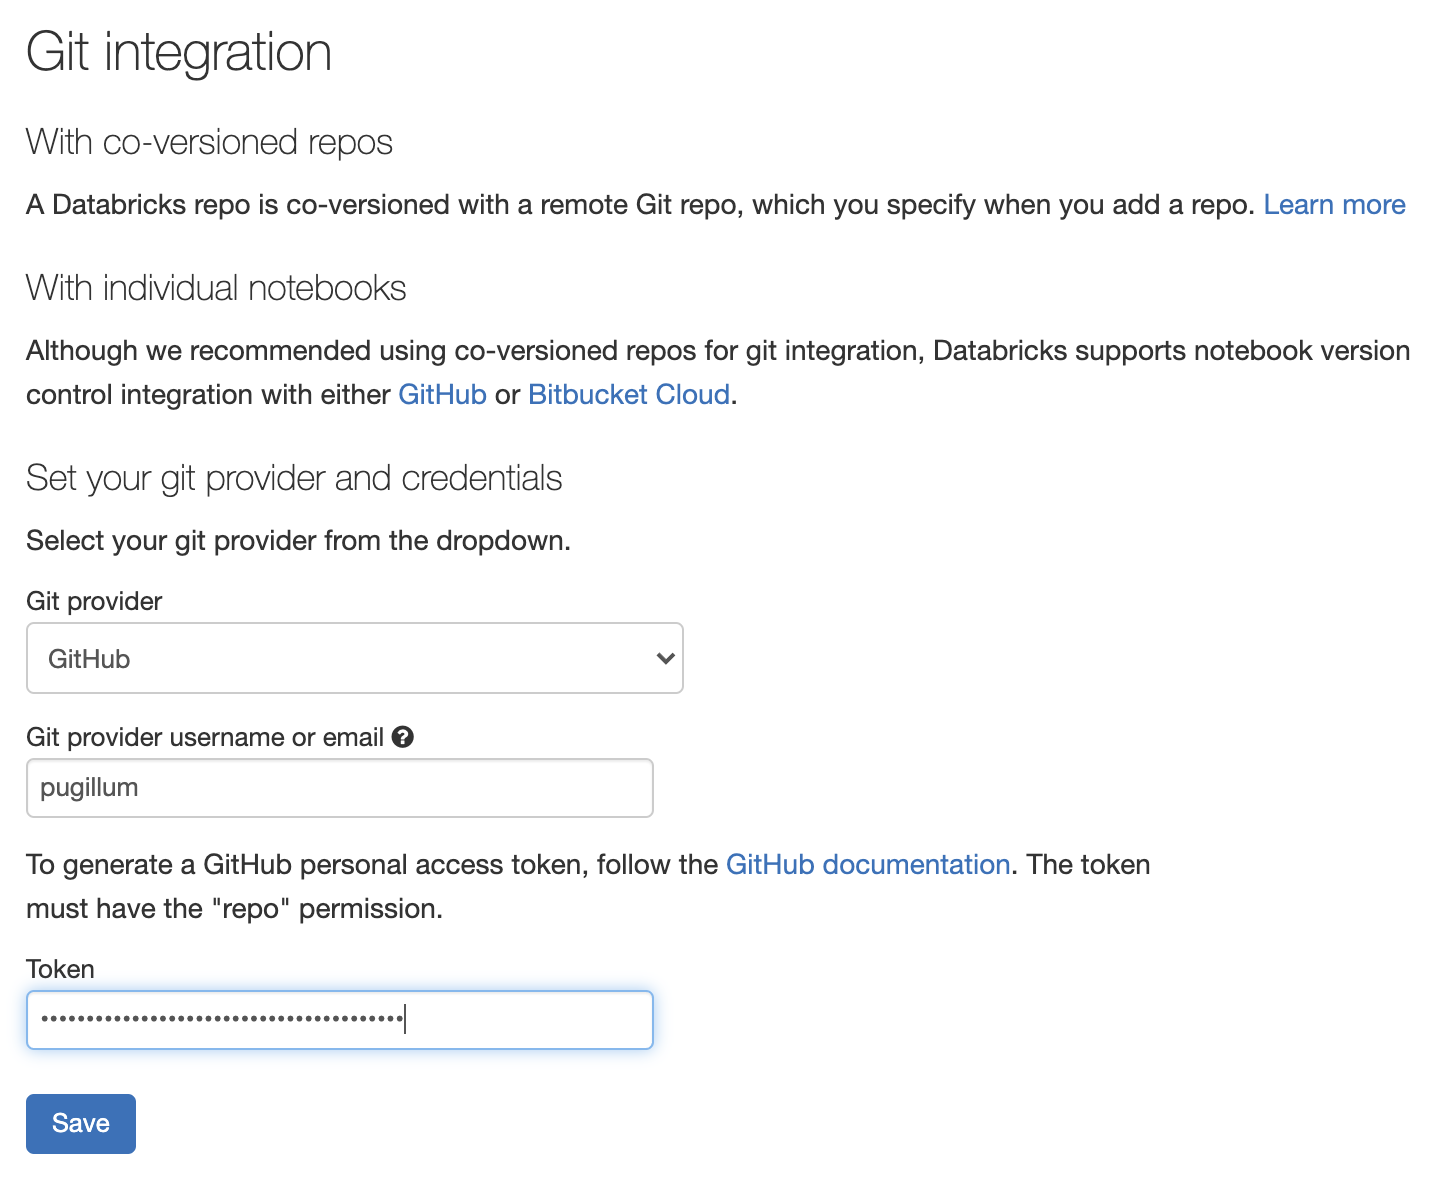 Git integration
With co-versioned repos
A Databricks repo is co-versioned with a remote Git repo, which you specify when you add a repo. Learn more
With individual notebooks
Although we recommended using co-versioned repos for git integration, Databricks supports notebook version
control integration with either GitHub or Bitbucket Cloud.
Set your git provider and credentials
Select your git provider from the dropdown.
Git provider
GitHub
Git provider username or email ?
pugillum
To generate a GitHub personal access token, follow the GitHub documentation. The token
must have the "repo" permission.
Token
••••••••••••••••••••••••••••••••••••••••
Save